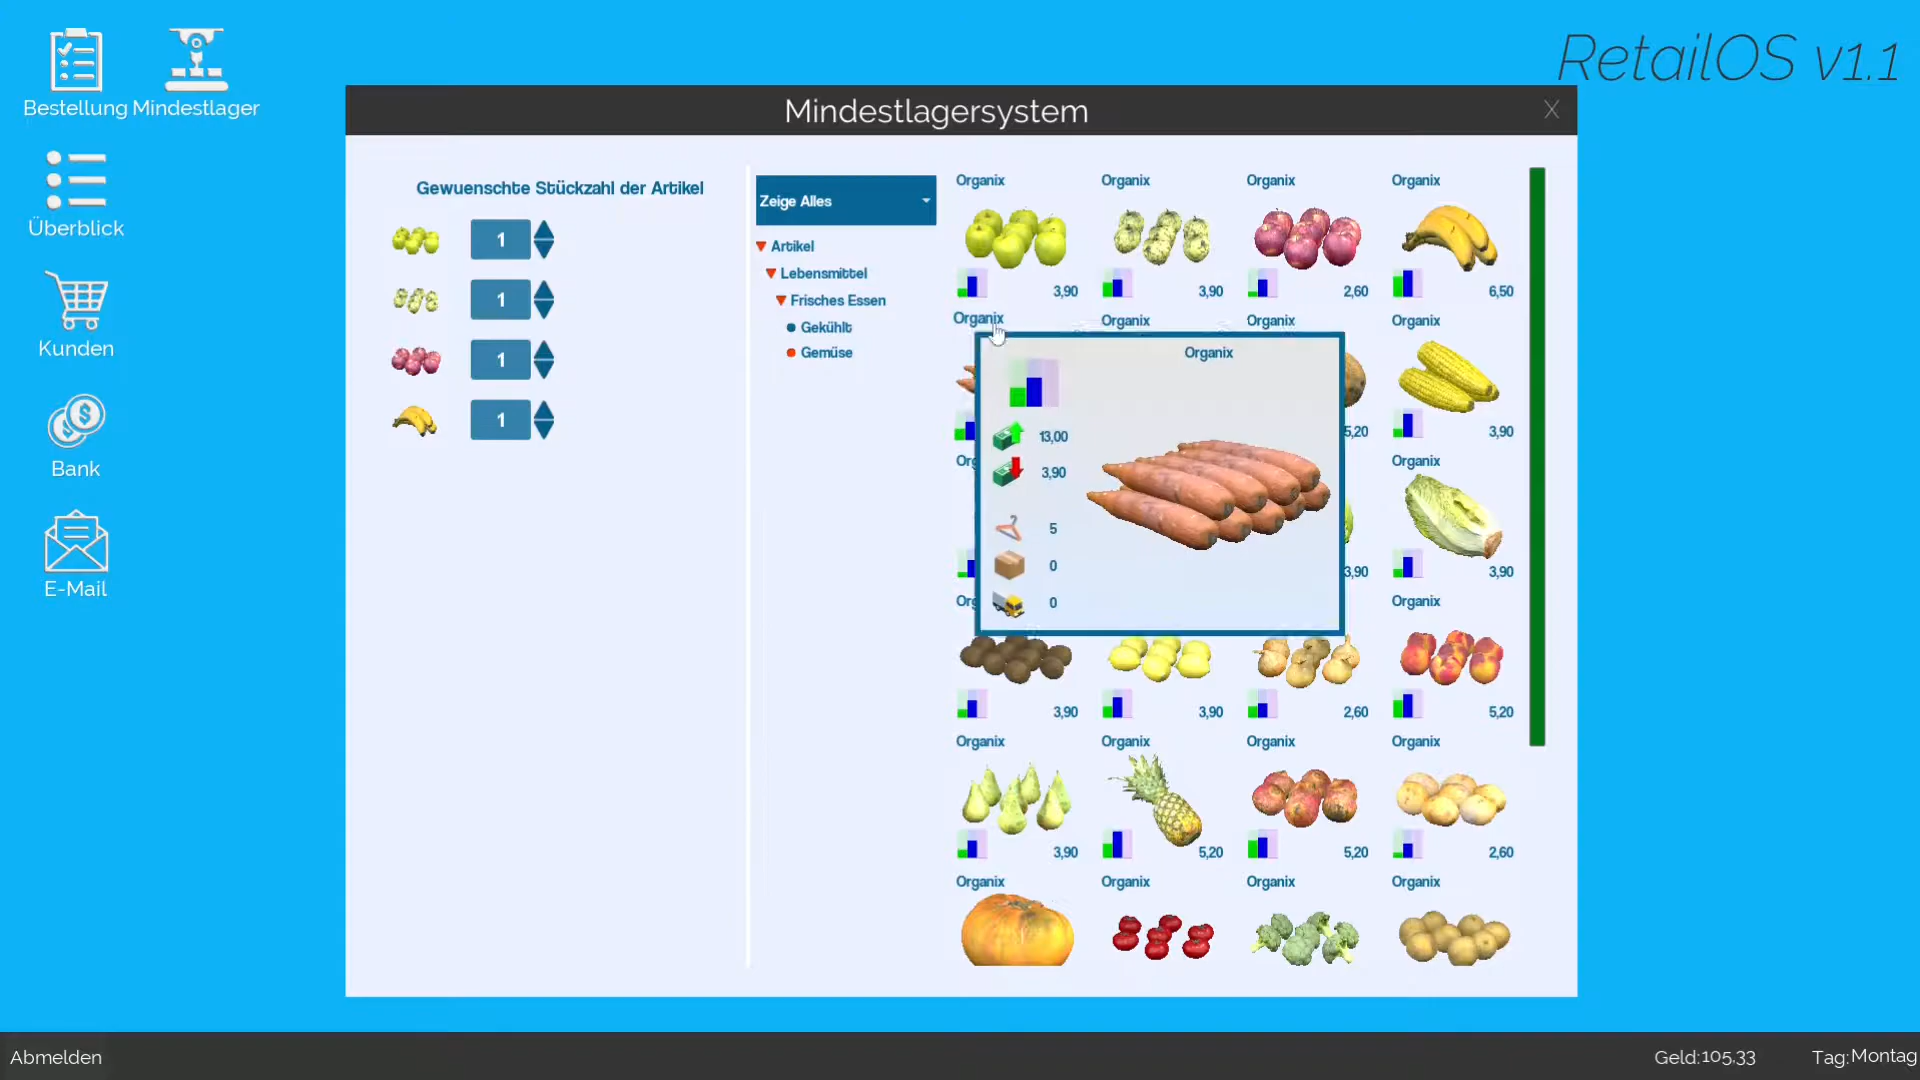 RetailOS v1.1
Bestellung
Mindestlager
Überblick
Kunden
Bank
E-Mail
Mindestlagersystem
X
Gewuenschte Stückzahl der Artikel
1
1
1
1
Zeige Alles
Artikel
Lebensmittel
Frisches Essen
Gekühlt
Gemüse
Organix Organix Organix Organix
3,90 3,90 2,60 6,50
Organix Organix Organix Organix
Organix
13,00
3,90
5
0
0
5,20 3,90
Org Organix
3,90 3,90
Org Organix
3,90 3,90 2,60 5,20
Organix Organix Organix Organix
3,90 5,20 5,20 2,60
Organix Organix Organix Organix
Abmelden
Geld:105,33
Tag:Montag